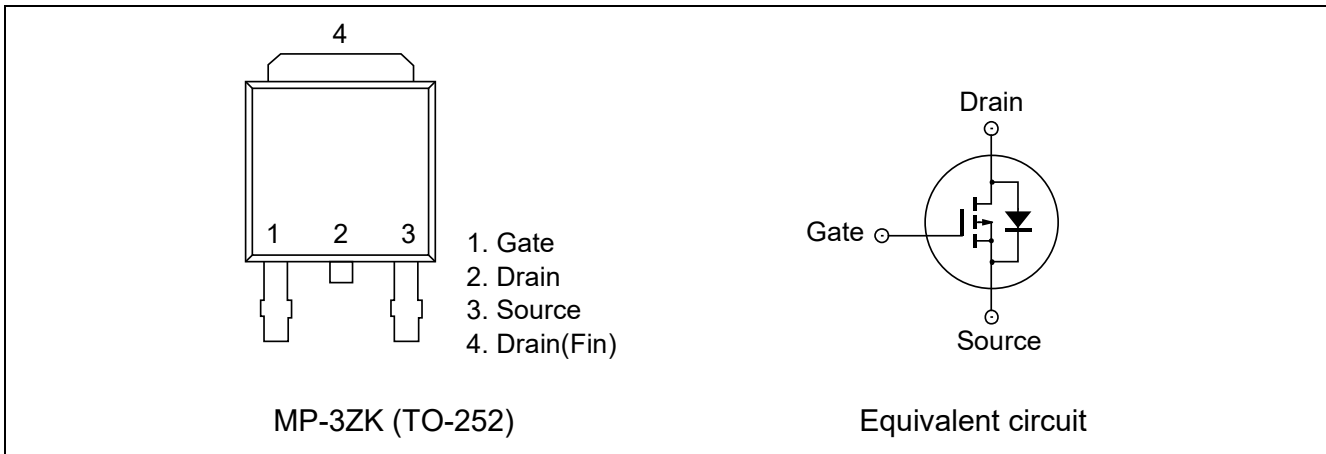 4
1 2 3
1. Gate
2. Drain
3. Source
4. Drain(Fin)
MP-3ZK (TO-252)
Drain
Gate
Source
Equivalent circuit